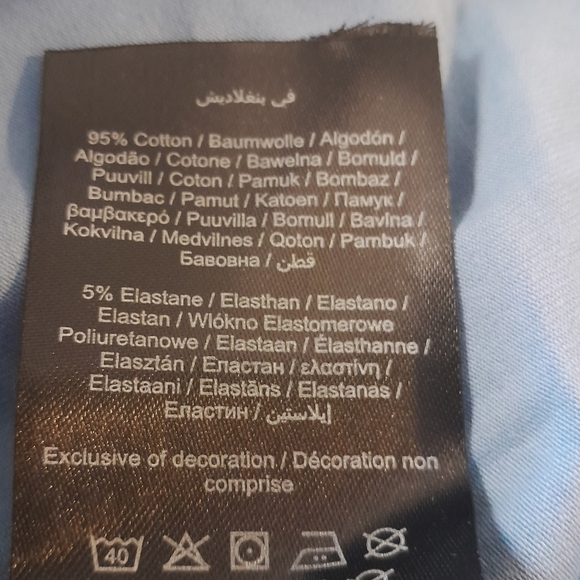 في بنغلاديش
95% Cotton / Baumwolle / Algodón /
Algodão / Cotone / Bawełna / Bomuld /
Puuvill / Coton / Pamuk / Bombaz /
Bumbac / Pamut / Katoen / Памук /
βαμβακερό / Puuvilla / Bomull / Bavlna /
Kokvilna / Medvilnes / Qoton / Pambuk /
Бавовна / قطن
5% Elastane / Elasthan / Elastano /
Elastan / Włókno Elastomerowe
Poliuretanowe / Elastaan / Élasthanne /
Elasztán / Еластан / ελαστίνη /
Elastaani / Elastāns / Elastanas /
Еластин / إيلاستين
Exclusive of decoration / Décoration non
comprise
40